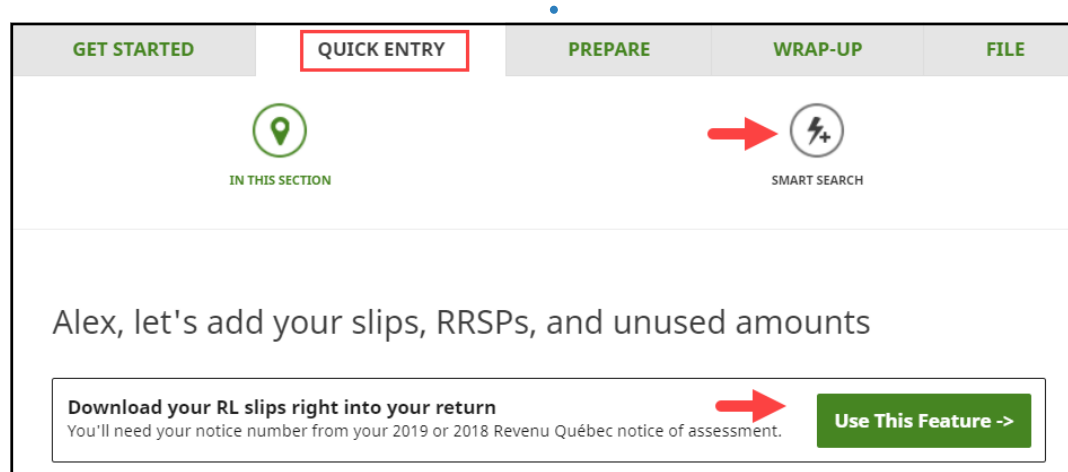 GET STARTED QUICK ENTRY PREPARE WRAP-UP FILE
IN THIS SECTION SMART SEARCH
Alex, let's add your slips, RRSPs, and unused amounts
Download your RL slips right into your return
You'll need your notice number from your 2019 or 2018 Revenu Québec notice of assessment.
Use This Feature ->